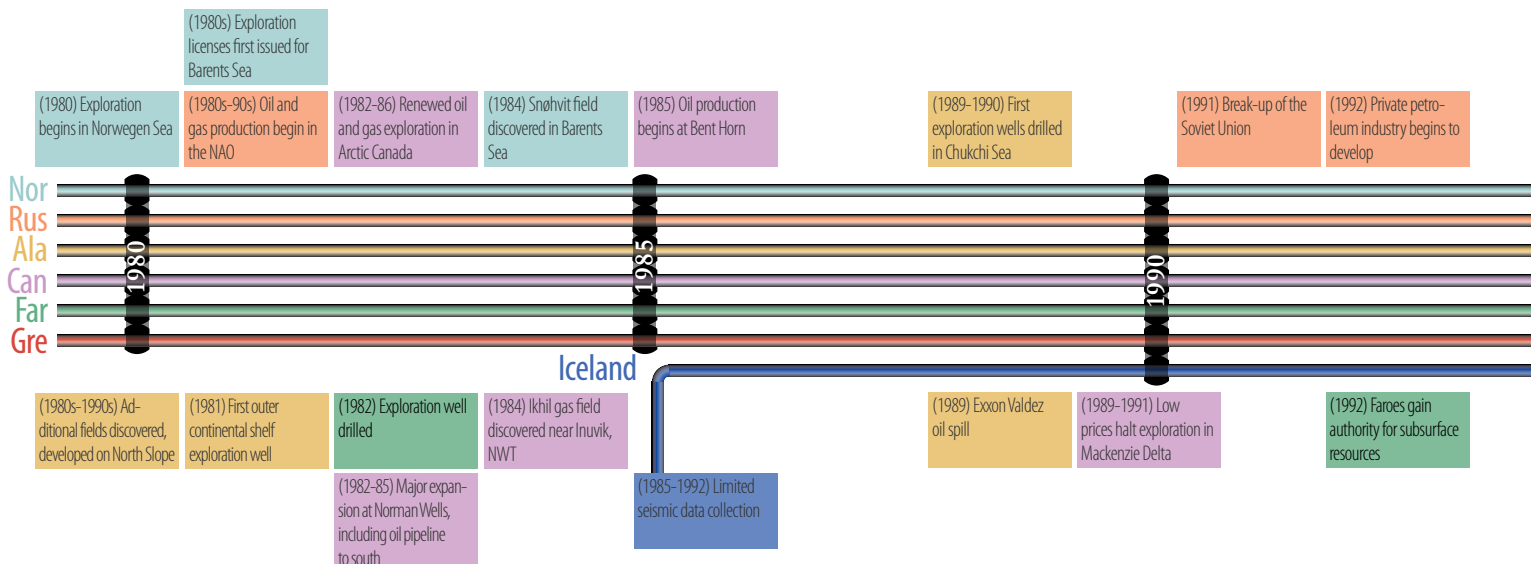 (1980s) Exploration
licenses first issued for
Barents Sea
(1980) Exploration
begins in Norwegen Sea
(1980s-90s) Oil and
gas production begin in
the NAO
(1982-86) Renewed oil
and gas exploration in
Arctic Canada
(1984) Snøhvit field
discovered in Barents
Sea
(1985) Oil production
begins at Bent Horn
(1989-1990) First
exploration wells drilled
in Chukchi Sea
(1991) Break-up of the
Soviet Union
(1992) Private petro-
leum industry begins to
develop
Nor
Rus
Ala
Can
Far
Gre
1980
1985
1990
Iceland
(1980s-1990s) Ad-
ditional fields discovered,
developed on North Slope
(1981) First outer
continental shelf
exploration well
(1982) Exploration well
drilled
(1984) Ikhil gas field
discovered near Inuvik,
NWT
(1989) Exxon Valdez
oil spill
(1989-1991) Low
prices halt exploration in
Mackenzie Delta
(1992) Faroes gain
authority for subsurface
resources
(1982-85) Major expan-
sion at Norman Wells,
including oil pipeline
to south
(1985-1992) Limited
seismic data collection